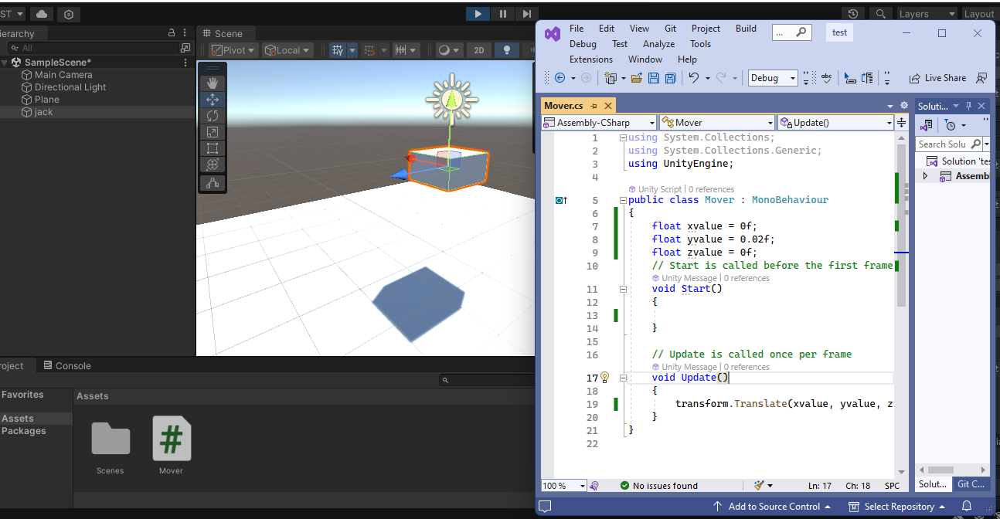 ST
Layers
Layout
ierarchy
All
SampleScene*
Main Camera
Directional Light
Plane
jack
Scene
Pivot
Local
2D
File Edit View Git Project Build
Debug Test Analyze Tools
Extensions Window Help
...
test
Debug
abc
Live Share
Mover.cs
Assembly-CSharp
Mover
Update()
1 using System.Collections;
2 using System.Collections.Generic;
3 using UnityEngine;
4
Unity Script | 0 references
5 public class Mover : MonoBehaviour
6 {
7 float xvalue = 0f;
8 float yvalue = 0.02f;
9 float zvalue = 0f;
10 // Start is called before the first frame
Unity Message | 0 references
11 void Start()
12 {
13
14 }
15
16 // Update is called once per frame
Unity Message | 0 references
17 void Update()
18 {
19 transform.Translate(xvalue, yvalue, z
20 }
21 }
22
Soluti...
Search Solu
Solution 'te
Assemb
100 %
No issues found
Ln: 17 Ch: 18 SPC
Solut... Git C...
Add to Source Control
Select Repository
roject
Console
Favorites
Assets
Packages
Assets
Scenes
#
Mover